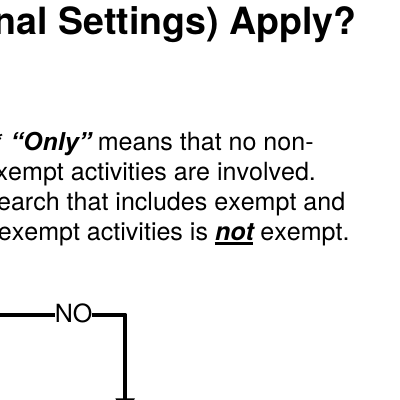 nal Settings) Apply?
* “Only” means that no non-
xempt activities are involved.
earch that includes exempt and
exempt activities is not exempt.
NO